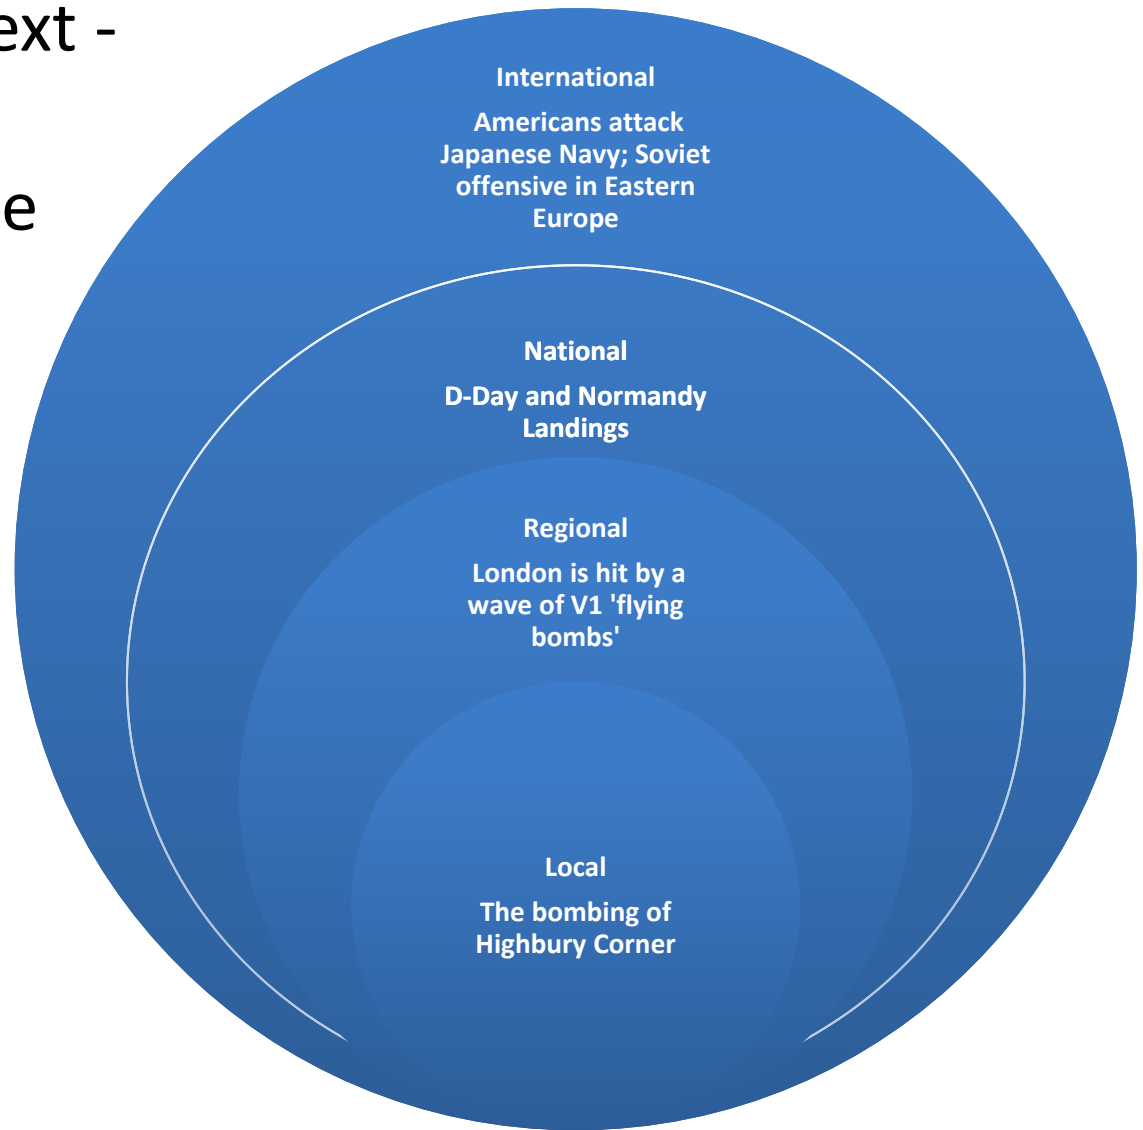 ext -
e
International
Americans attack
Japanese Navy; Soviet
offensive in Eastern
Europe
National
D-Day and Normandy
Landings
Regional
London is hit by a
wave of V1 'flying
bombs'
Local
The bombing of
Highbury Corner